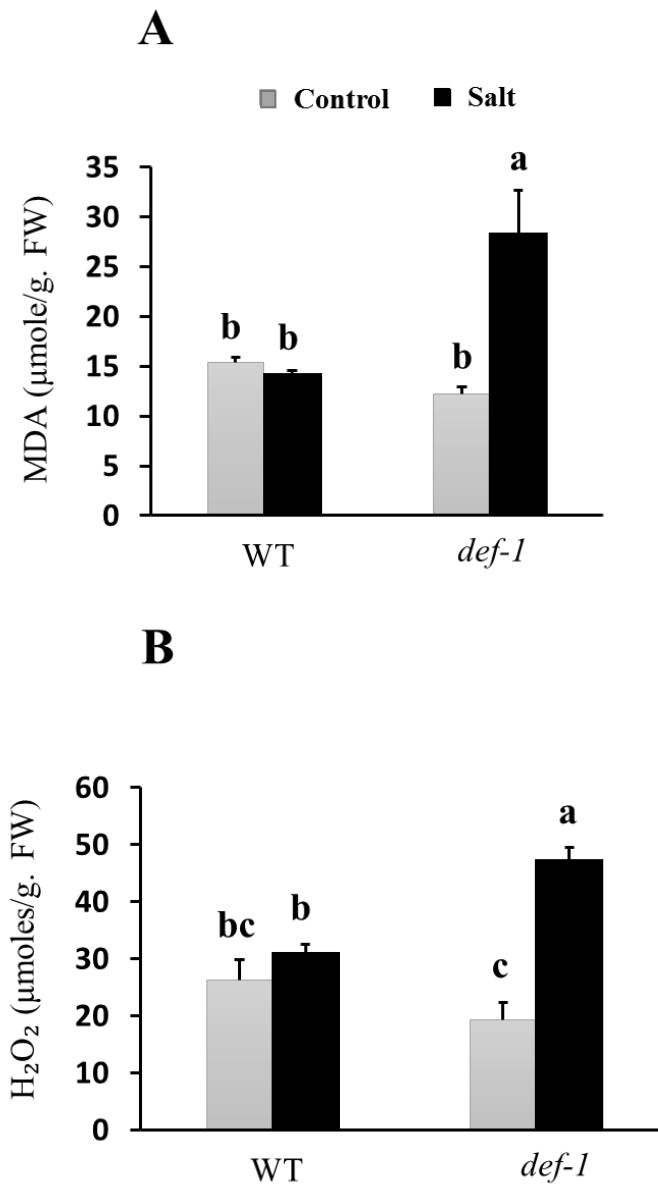 A
Control Salt
MDA (µmole/g. FW)
35
30
25
20
15
10
5
0
b
b
b
a
WT
def-1
B
H₂O₂ (µmoles/g. FW)
60
50
40
30
20
10
0
bc
b
c
a
WT
def-1